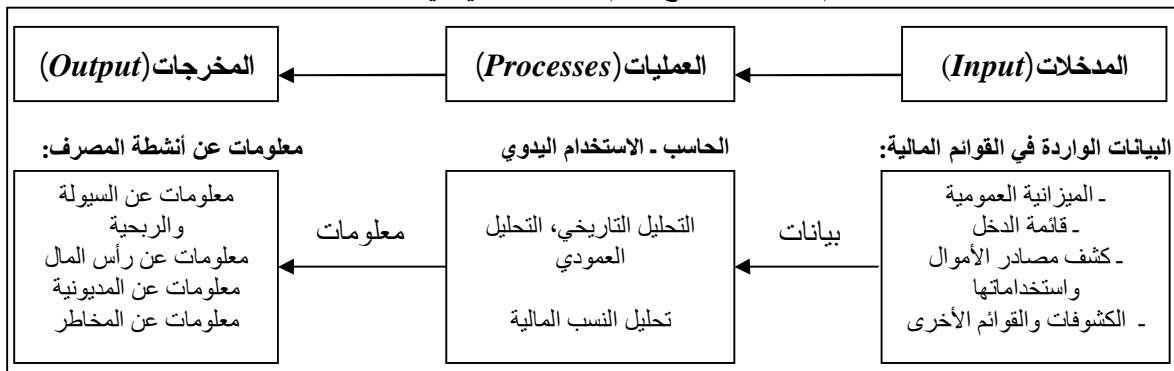 المدخلات (Input)
العمليات (Processes)
المخرجات (Output)
البيانات الواردة في القوائم المالية:
الحاسب ـ الاستخدام اليدوي
معلومات عن أنشطة المصرف:
ـ الميزانية العمومية
ـ قائمة الدخل
ـ كشف مصادر الأموال
واستخداماتها
ـ الكشوفات والقوائم الأخرى
بيانات
التحليل التاريخي، التحليل
العمودي
تحليل النسب المالية
معلومات
معلومات عن السيولة
والربحية
معلومات عن رأس المال
معلومات عن المديونية
معلومات عن المخاطر